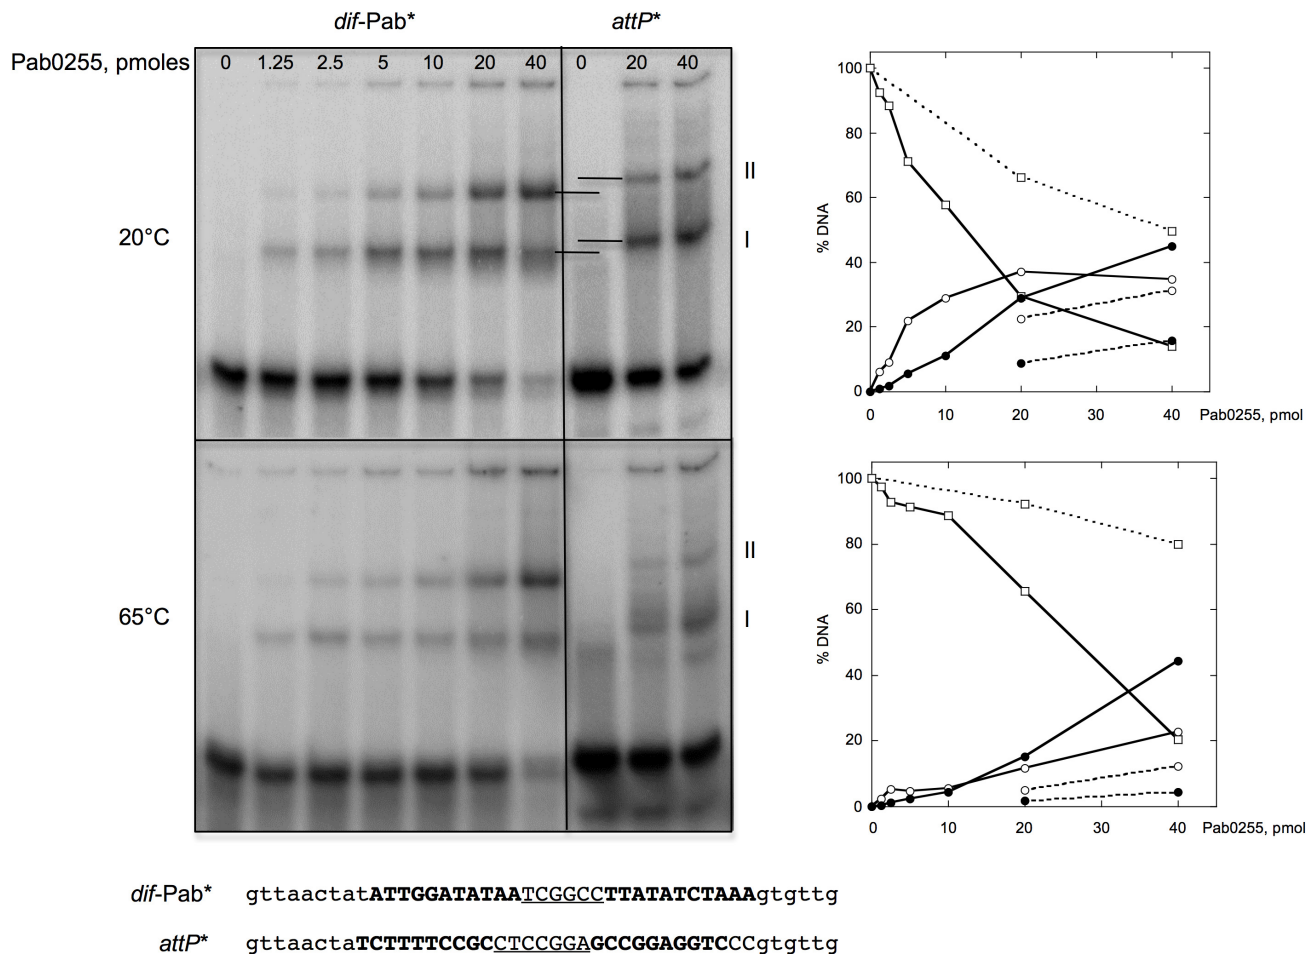 dif-Pab* attP*
Pab0255, pmoles 0 1.25 2.5 5 10 20 40 0 20 40
II
20°C I
II
65°C I
100
80
60
40
20
0
% DNA
0 10 20 30 40 Pab0255, pmol
100
80
60
40
20
0
% DNA
0 10 20 30 40 Pab0255, pmol
dif-Pab* gttaactatATTGGATATAATCGGCCTTATATCTAAAgtgttg
attP* gttaactaTCTTTTCCGCCTCCGGAGCCGGAGGTCCCgtgttg